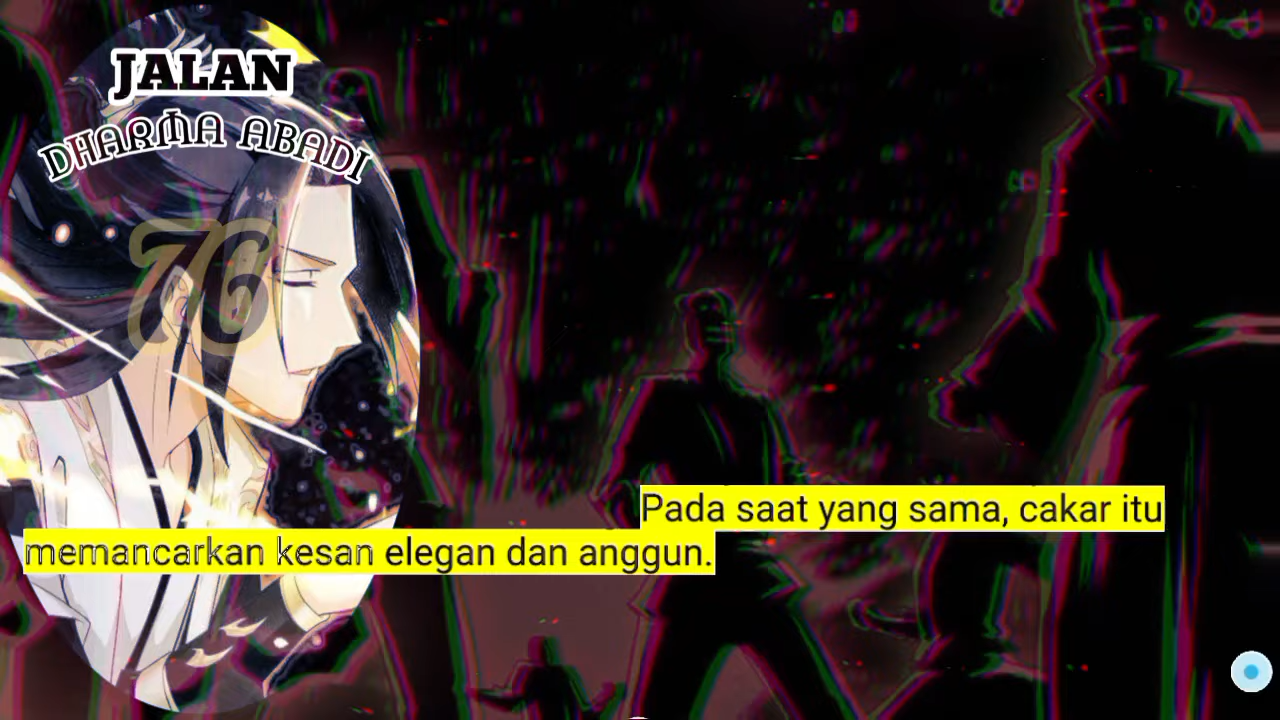 JALAN
DHARMA ABADI
76
Pada saat yang sama, cakar itu
memancarkan kesan elegan dan anggun.